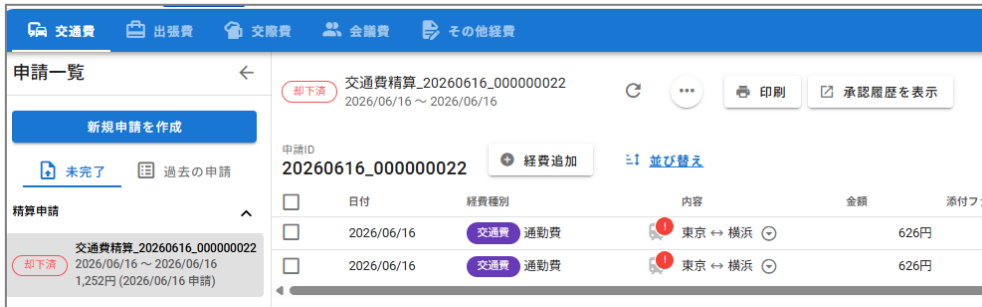 交通費 出張費 交際費 会議費 その他経費
申請一覧
新規申請を作成
未完了 過去の申請
精算申請
却下済
交通費精算_20260616_000000022
2026/06/16 ～ 2026/06/16
1,252円 (2026/06/16 申請)
却下済
交通費精算_20260616_000000022
2026/06/16 ～ 2026/06/16
印刷 承認履歴を表示
申請ID
20260616_000000022
経費追加 並び替え
日付 経費種別 内容 金額 添付フ
2026/06/16 交通費 通勤費 東京 ↔ 横浜 626円
2026/06/16 交通費 通勤費 東京 ↔ 横浜 626円